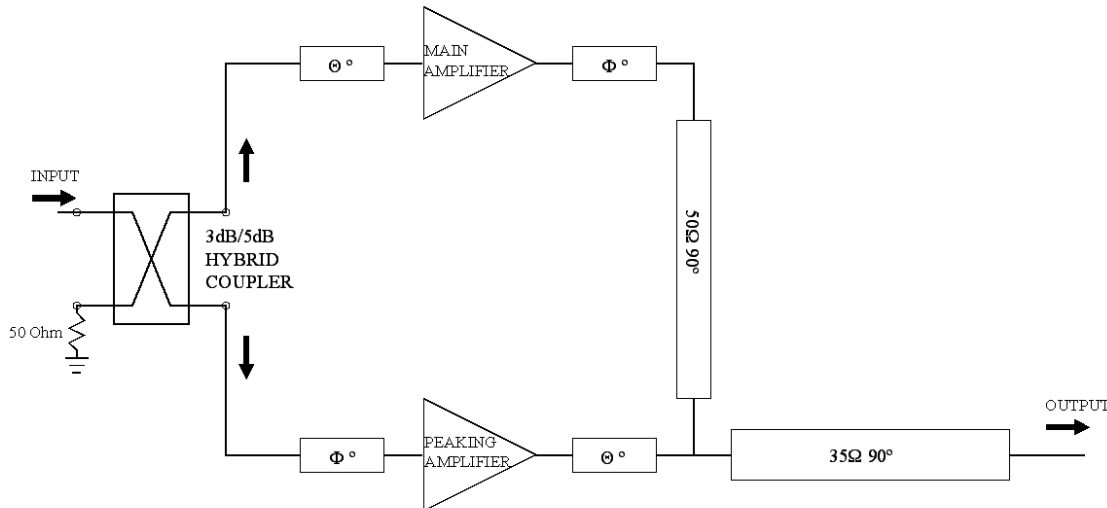 Θ °
MAIN
AMPLIFIER
Φ °
INPUT
3dB/5dB
HYBRID
COUPLER
50 Ohm
50Ω 90°
Φ °
PEAKING
AMPLIFIER
Θ °
35Ω 90°
OUTPUT